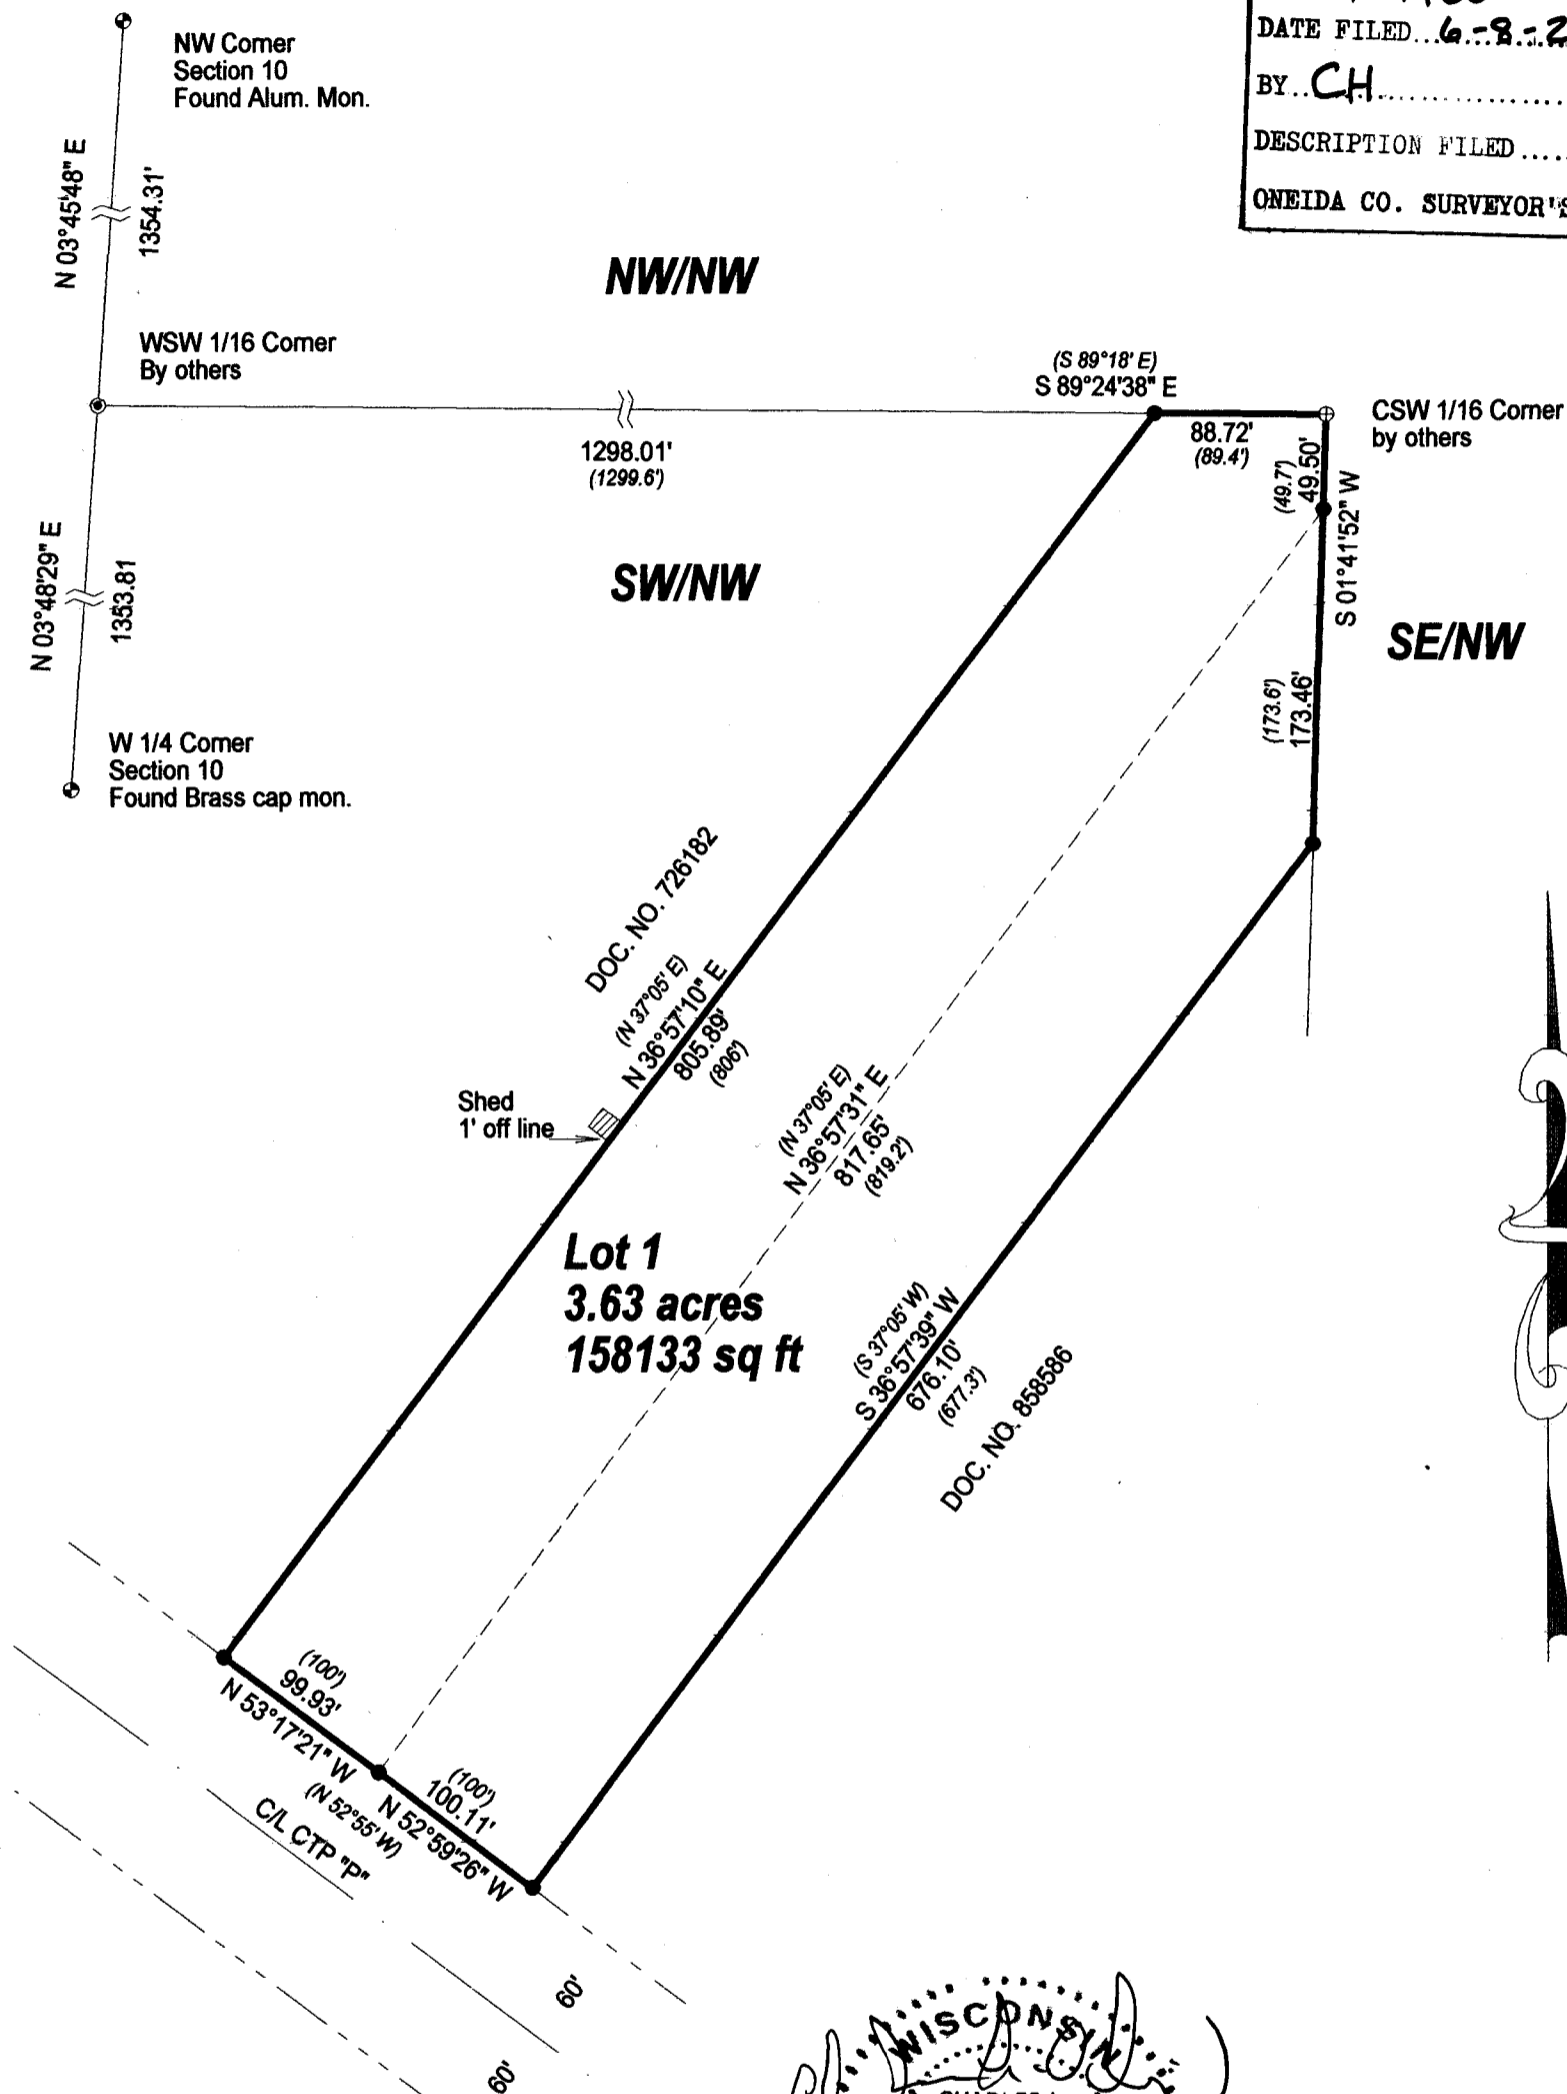 DATE FILED...6-8-2
BY..CH
DESCRIPTION FILED.....
ONEIDA CO. SURVEYOR'S
NW Corner
Section 10
Found Alum. Mon.
N 03°45'48" E
1354.31'
NW/NW
WSW 1/16 Corner
By others
(S 89°18' E)
S 89°24'38" E
CSW 1/16 Corner
by others
88.72'
(89.4')
1298.01'
(1299.6')
(49.7')
49.50'
S 01°41'52" W
N 03°48'29" E
1353.81
SW/NW
SE/NW
(173.6')
173.46'
W 1/4 Corner
Section 10
Found Brass cap mon.
DOC. NO. 726182
(N 37°05' E)
N 36°57'10" E
805.89'
(806')
Shed
1' off line
(N 37°05' E)
N 36°57'31" E
817.65'
(819.2')
Lot 1
3.63 acres
158133 sq ft
(S 37°05' W)
S 36°57'39" W
676.10'
(677.3')
DOC. NO. 858586
(100')
99.93'
N 53°17'21" W
(N 52°55' W)
(100')
100.11'
N 52°59'26" W
C/L CTP "P"
60'
60'
WISCONSIN